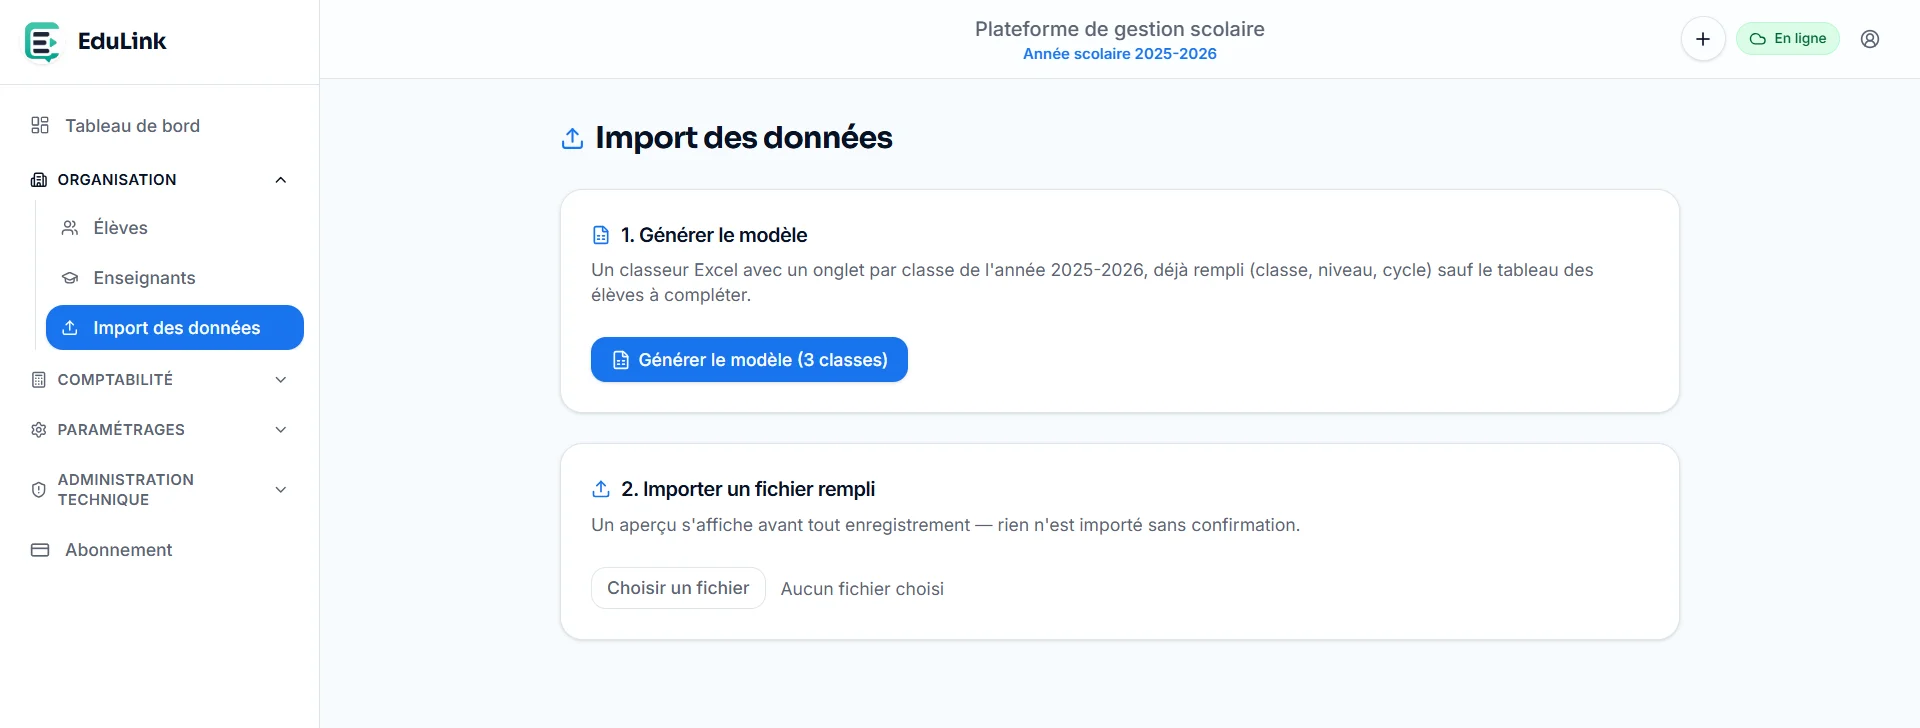 EduLink
Plateforme de gestion scolaire
Année scolaire 2025-2026
En ligne
Tableau de bord
ORGANISATION
Élèves
Enseignants
Import des données
COMPTABILITÉ
PARAMÉTRAGES
ADMINISTRATION
TECHNIQUE
Abonnement
Import des données
1. Générer le modèle
Un classeur Excel avec un onglet par classe de l'année 2025-2026, déjà rempli (classe, niveau, cycle) sauf le tableau des
élèves à compléter.
Générer le modèle (3 classes)
2. Importer un fichier rempli
Un aperçu s'affiche avant tout enregistrement — rien n'est importé sans confirmation.
Choisir un fichier Aucun fichier choisi